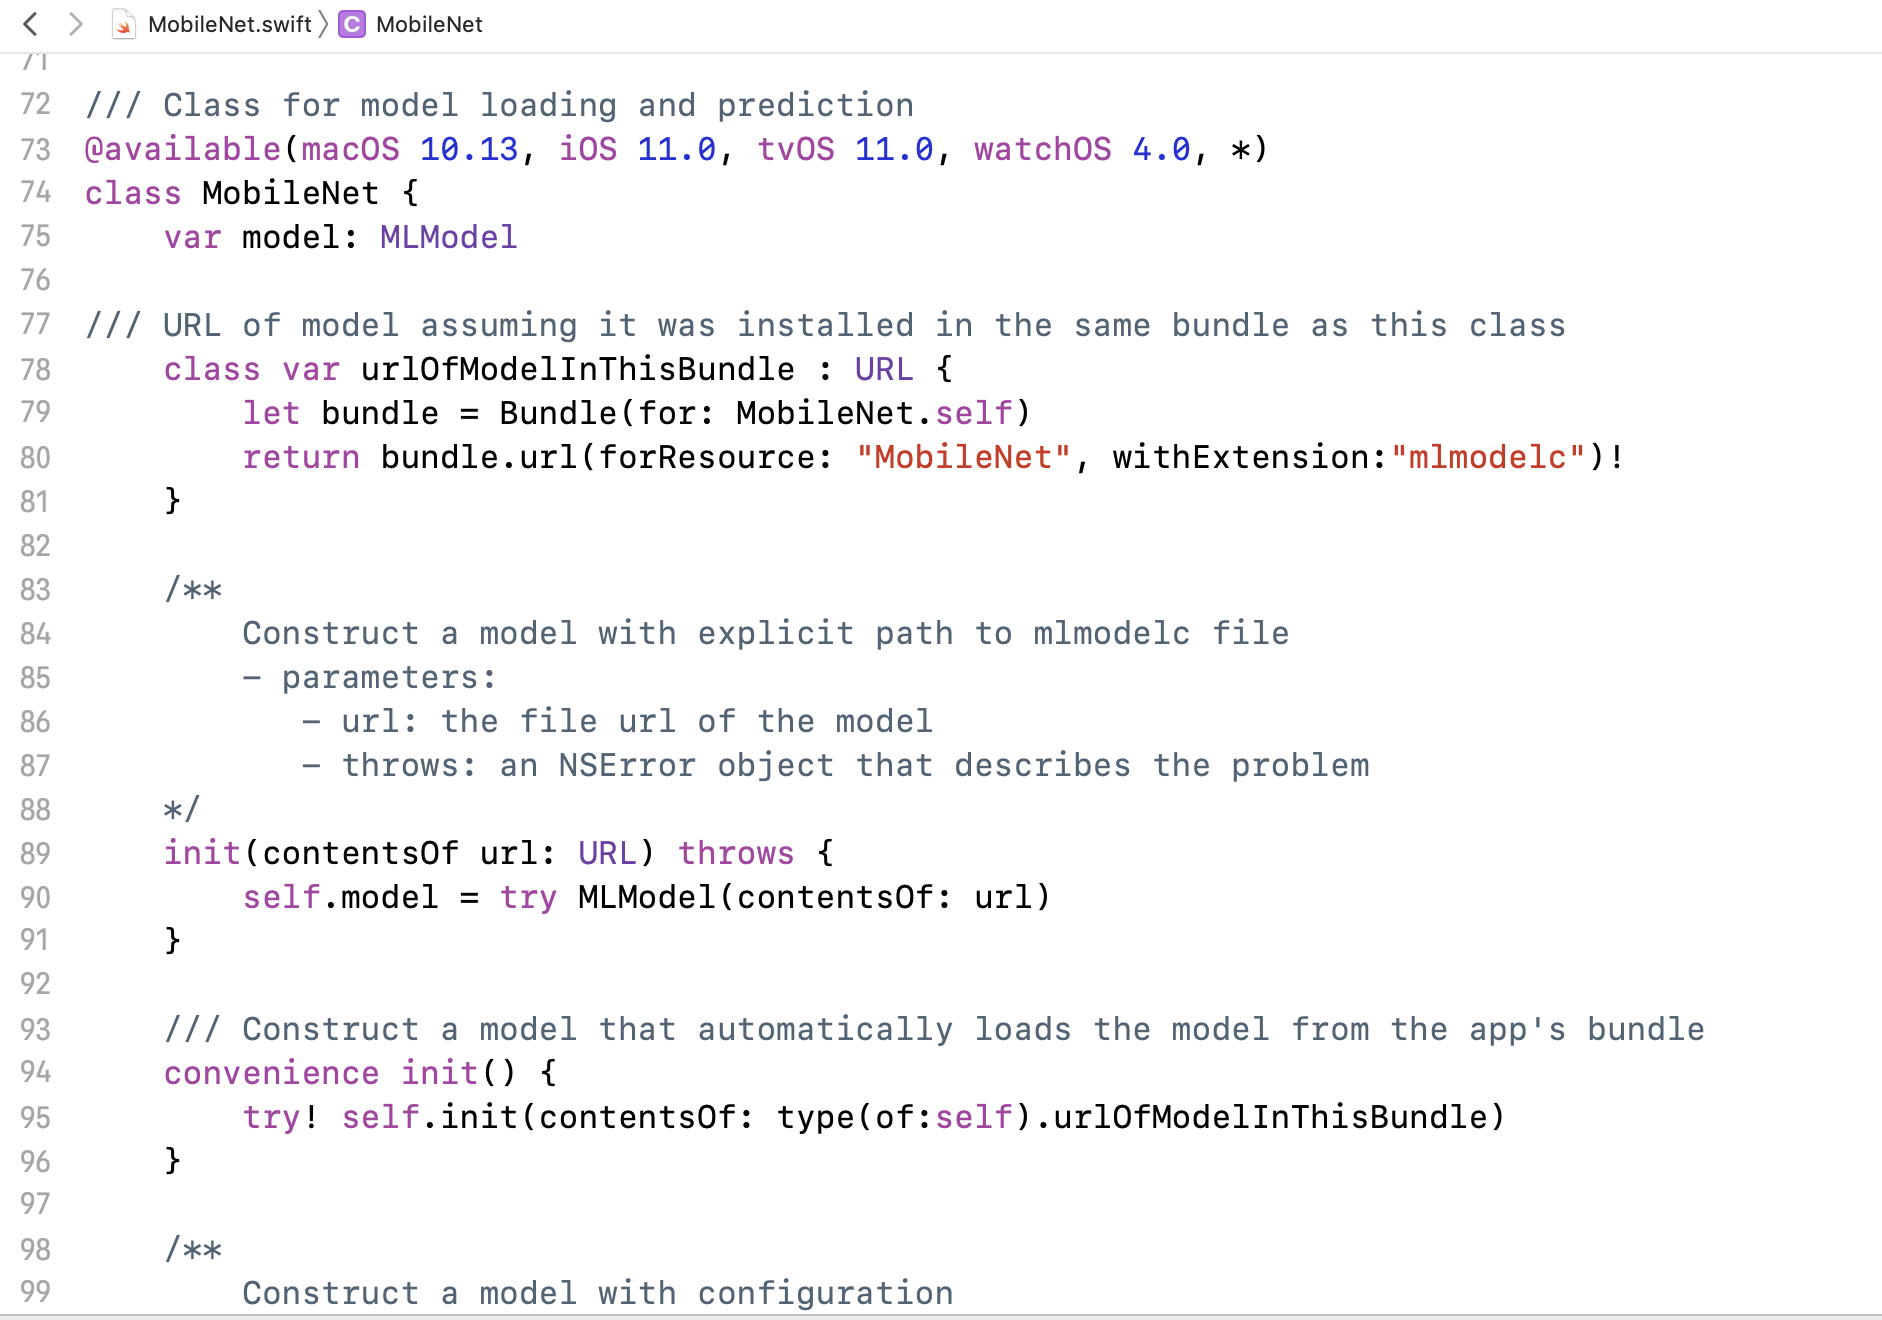 MobileNet.swift 〉 C MobileNet
71
72 /// Class for model loading and prediction
73 @available(macOS 10.13, iOS 11.0, tvOS 11.0, watchOS 4.0, *)
74 class MobileNet {
75     var model: MLModel
76
77 /// URL of model assuming it was installed in the same bundle as this class
78     class var urlOfModelInThisBundle : URL {
79         let bundle = Bundle(for: MobileNet.self)
80         return bundle.url(forResource: "MobileNet", withExtension:"mlmodelc")!
81     }
82
83     /**
84         Construct a model with explicit path to mlmodelc file
85         - parameters:
86            - url: the file url of the model
87            - throws: an NSError object that describes the problem
88     */
89     init(contentsOf url: URL) throws {
90         self.model = try MLModel(contentsOf: url)
91     }
92
93     /// Construct a model that automatically loads the model from the app's bundle
94     convenience init() {
95         try! self.init(contentsOf: type(of:self).urlOfModelInThisBundle)
96     }
97
98     /**
99         Construct a model with configuration